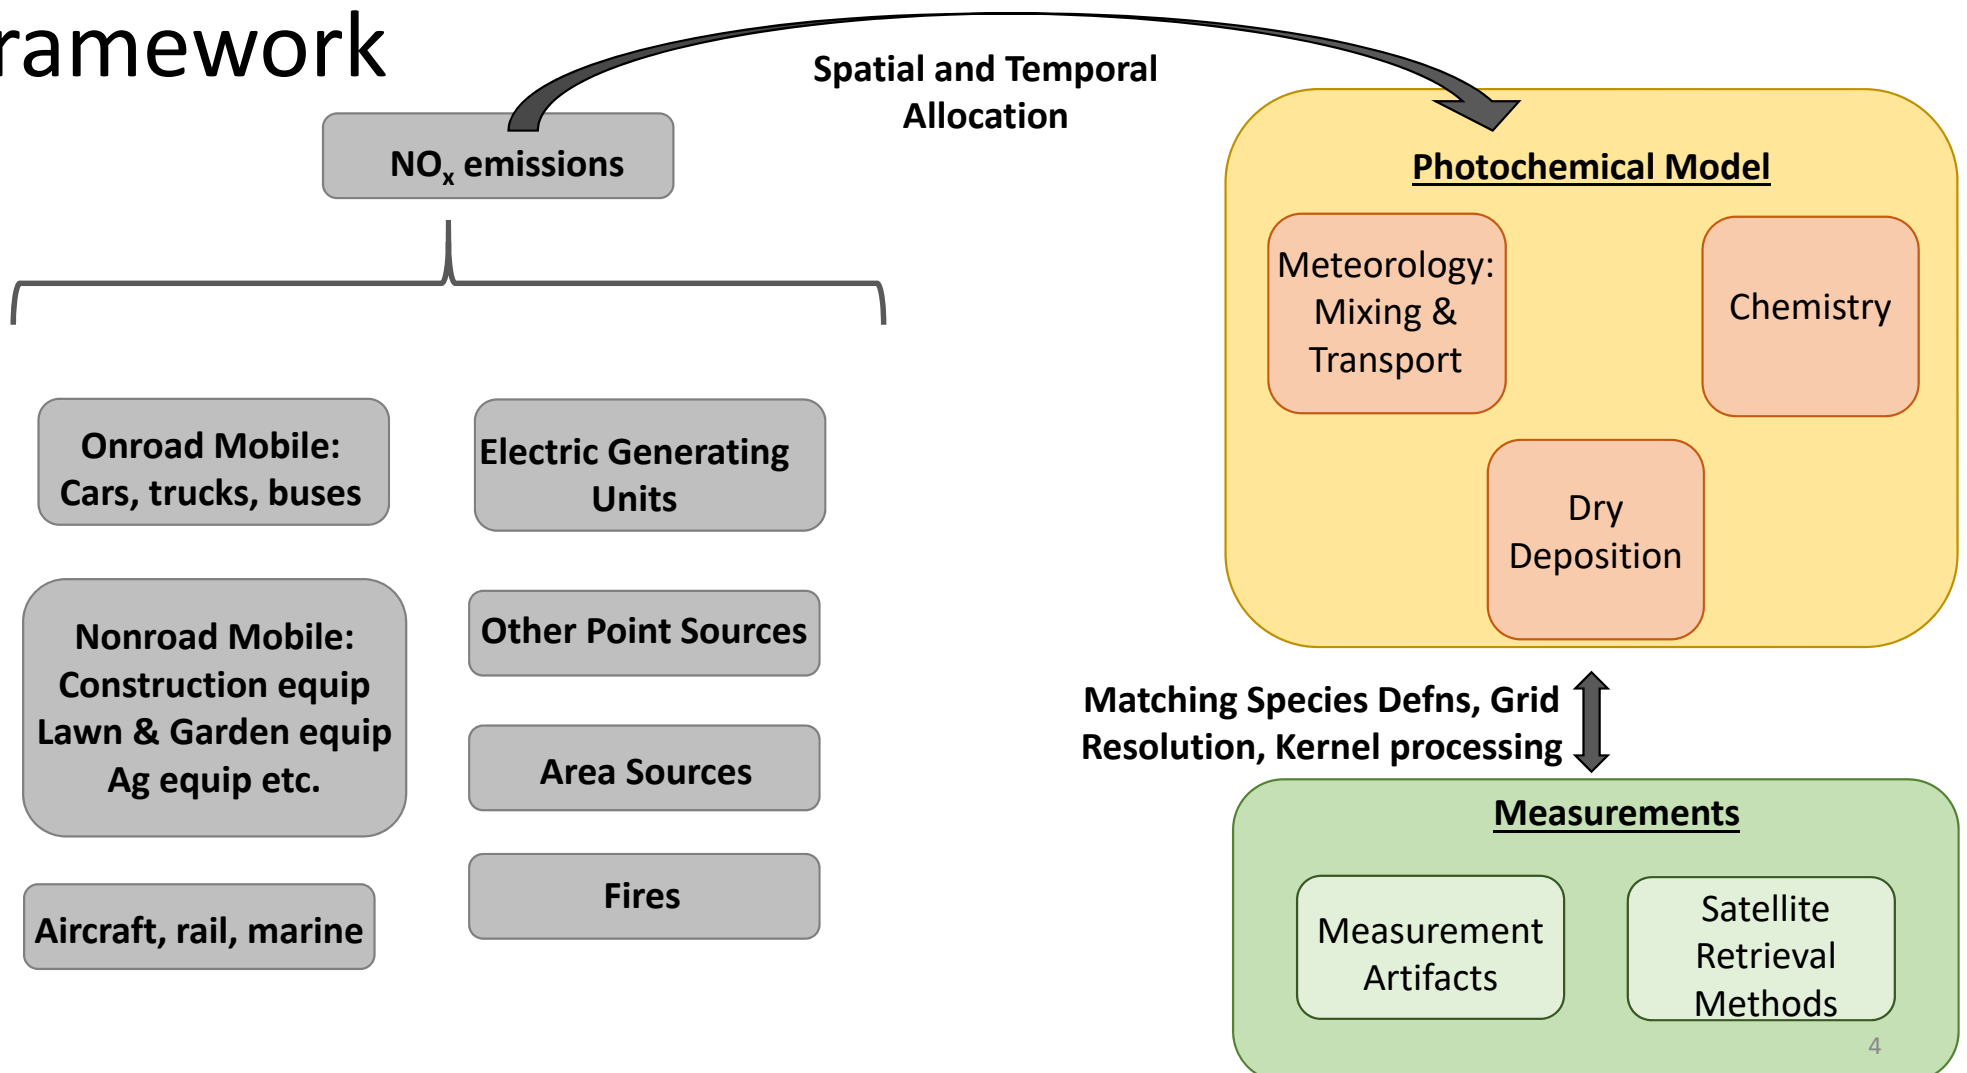 ramework
Spatial and Temporal
Allocation
NOx emissions
Onroad Mobile:
Cars, trucks, buses
Electric Generating
Units
Nonroad Mobile:
Construction equip
Lawn & Garden equip
Ag equip etc.
Other Point Sources
Area Sources
Aircraft, rail, marine
Fires
Photochemical Model
Meteorology:
Mixing &
Transport
Chemistry
Dry
Deposition
Matching Species Defns, Grid
Resolution, Kernel processing
Measurements
Measurement
Artifacts
Satellite
Retrieval
Methods
4